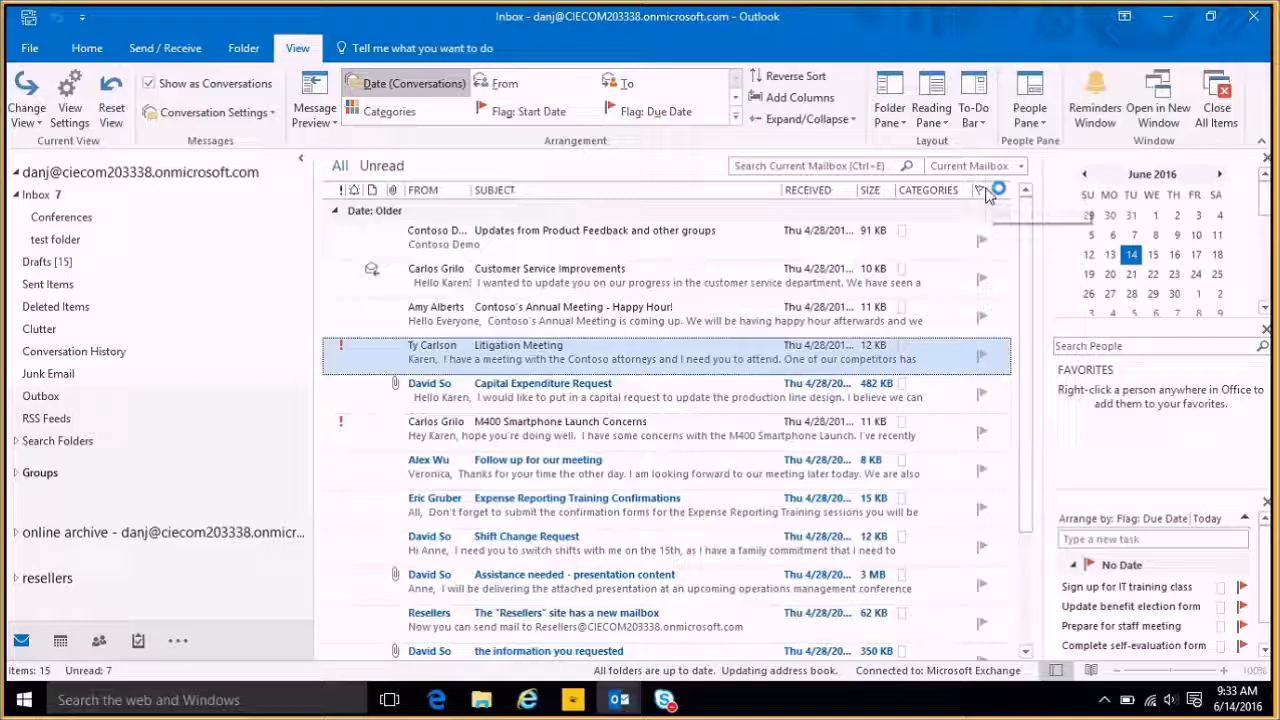 Inbox - danj@CIECOM203338.onmicrosoft.com - Outlook
File Home Send / Receive Folder View Tell me what you want to do
Change View
View Settings
Reset View
Current View
Show as Conversations
Conversation Settings
Messages
Message Preview
Date (Conversations) From To
Categories Flag: Start Date Flag: Due Date
Arrangement
Reverse Sort
Add Columns
Expand/Collapse
Folder Pane
Reading Pane
To-Do Bar
Layout
People Pane
People Pane
Reminders Window
Open in New Window
Close All Items
Window
danj@ciecom203338.onmicrosoft.com
Inbox 7
Conferences
test folder
Drafts [15]
Sent Items
Deleted Items
Clutter
Conversation History
Junk Email
Outbox
RSS Feeds
Search Folders
Groups
online archive - danj@ciecom203338.onmicr...
resellers
All Unread
Search Current Mailbox (Ctrl+E) Current Mailbox
FROM SUBJECT RECEIVED SIZE CATEGORIES
Date: Older
Contoso D... Updates from Product Feedback and other groups Thu 4/28/201... 91 KB
Contoso Demo
Carlos Grilo Customer Service Improvements Thu 4/28/201... 10 KB
Hello Karen! I wanted to update you on our progress in the customer service department. We have seen a
Amy Alberts Contoso's Annual Meeting - Happy Hour! Thu 4/28/201... 11 KB
Hello Everyone, Contoso's Annual Meeting is coming up. We will be having happy hour afterwards and we
! Ty Carlson Litigation Meeting Thu 4/28/201... 12 KB
Karen, I have a meeting with the Contoso attorneys and I need you to attend. One of our competitors has
David So Capital Expenditure Request Thu 4/28/20... 482 KB
Hello Karen, I would like to put in a capital request to update the production line design. I believe we can
! Carlos Grilo M400 Smartphone Launch Concerns Thu 4/28/201... 11 KB
Hey Karen, hope you're doing well. I have some concerns with the M400 Smartphone Launch. I've recently
Alex Wu Follow up for our meeting Thu 4/28/20... 8 KB
Veronica, Thanks for your time the other day. I am looking forward to our meeting later today. We are also
Eric Gruber Expense Reporting Training Confirmations Thu 4/28/20... 15 KB
All, Don't forget to submit the confirmation forms for the Expense Reporting Training sessions you will be
David So Shift Change Request Thu 4/28/20... 12 KB
Hi Anne, I need you to switch shifts with me on the 15th, as I have a family commitment that I need to
David So Assistance needed - presentation content Thu 4/28/20... 3 MB
Anne, I will be delivering the attached presentation at an upcoming operations management conference
Resellers The "Resellers" site has a new mailbox Thu 4/28/20... 62 KB
Now you can send mail to Resellers@CIECOM203338.onmicrosoft.com
David So the information you requested Thu 4/28/20... 350 KB
June 2016
SU MO TU WE TH FR SA
29 30 31 1 2 3 4
5 6 7 8 9 10 11
12 13 14 15 16 17 18
19 20 21 22 23 24 25
26 27 28 29 30 1 2
3 4 5 6 7 8 9
Search People
FAVORITES
Right-click a person anywhere in Office to
add them to your favorites.
Arrange by: Flag: Due Date Today
Type a new task
No Date
Sign up for IT training class
Update benefit election form
Prepare for staff meeting
Complete self-evaluation form
Items: 15 Unread: 7 All folders are up to date. Updating address book. Connected to: Microsoft Exchange 100%
Search the web and Windows
9:33 AM
6/14/2016